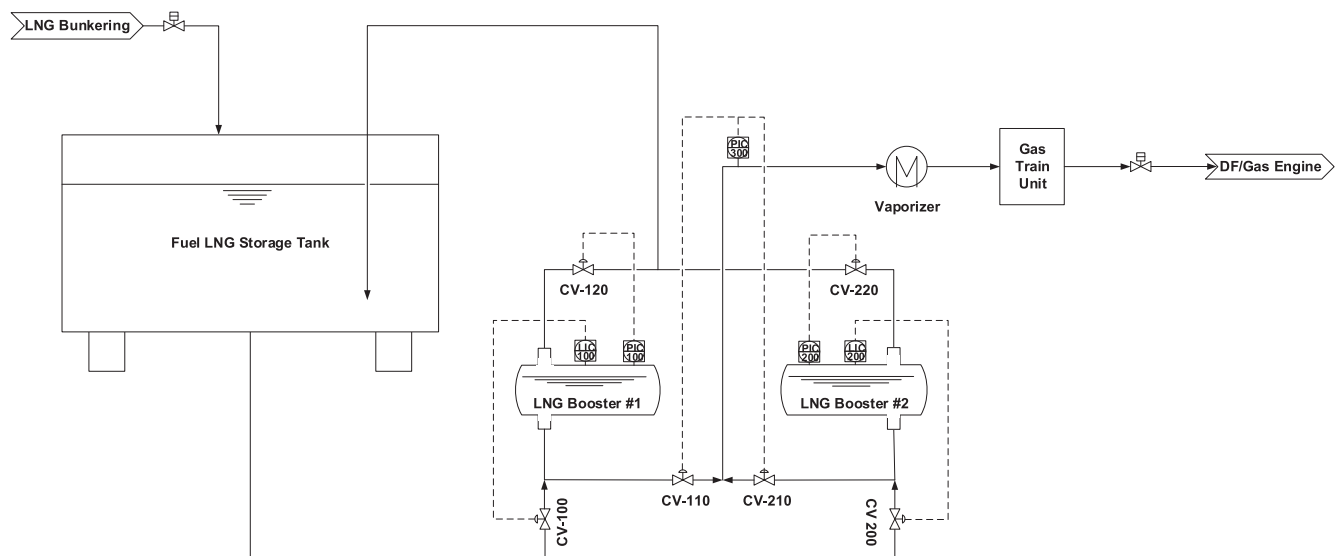 LNG Bunkering
PIC
300
Gas
Train
Unit
DF/Gas Engine
Vaporizer
Fuel LNG Storage Tank
CV-120
CV-220
LIC
100
PIC
100
PIC
200
LIC
200
LNG Booster #1
LNG Booster #2
CV-110
CV-210
CV-100
CV 200